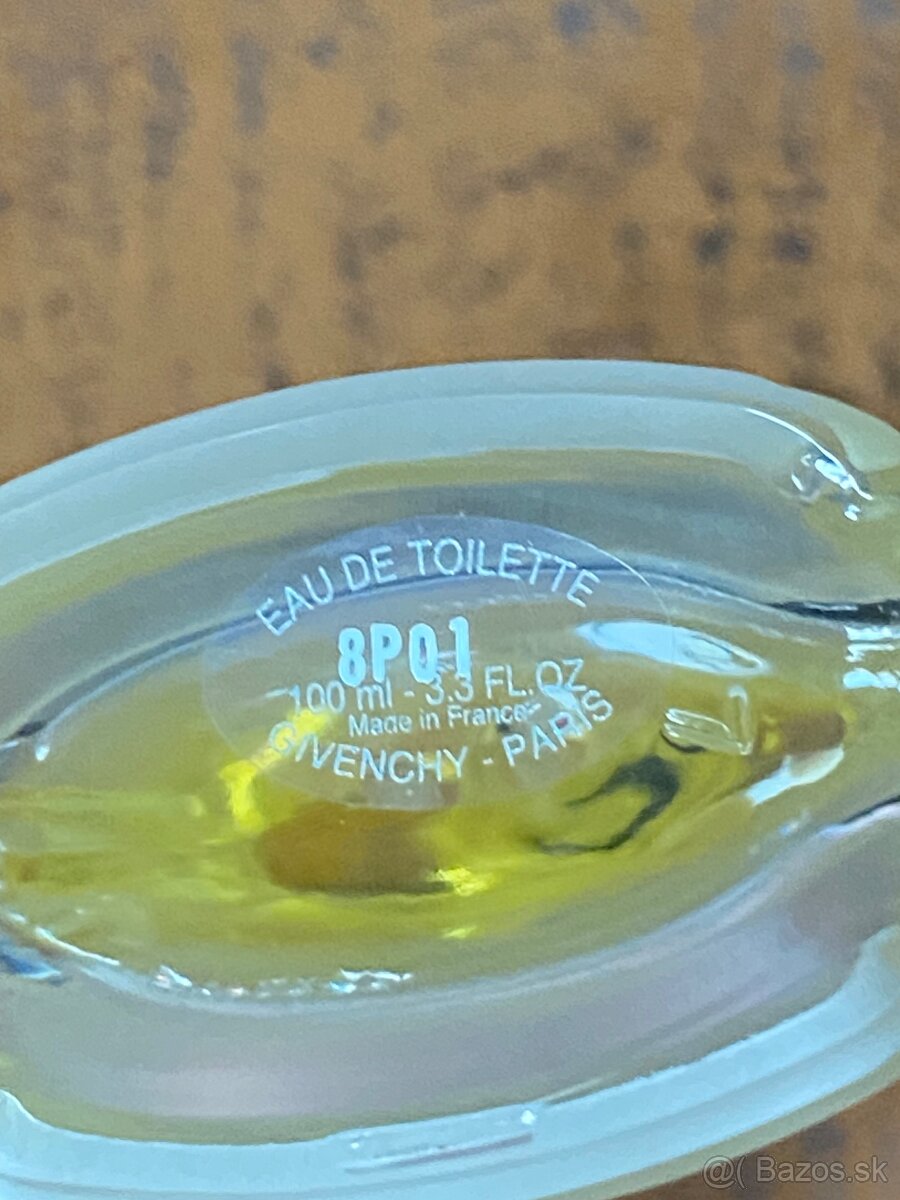 EAU DE TOILETTE
8P01
100 ml - 3.3 FL.OZ
Made in France
GIVENCHY - PARIS
@( Bazos.sk